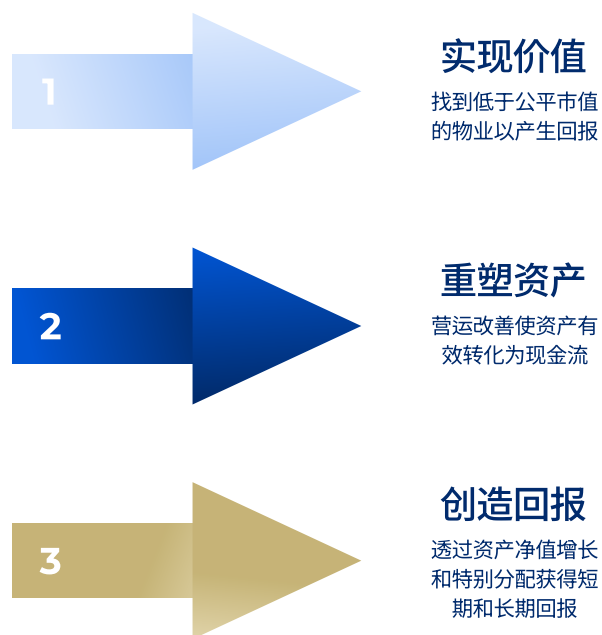 1
实现价值
找到低于公平市值
的物业以产生回报
2
重塑资产
营运改善使资产有
效转化为现金流
3
创造回报
透过资产净值增长
和特别分配获得短
期和长期回报